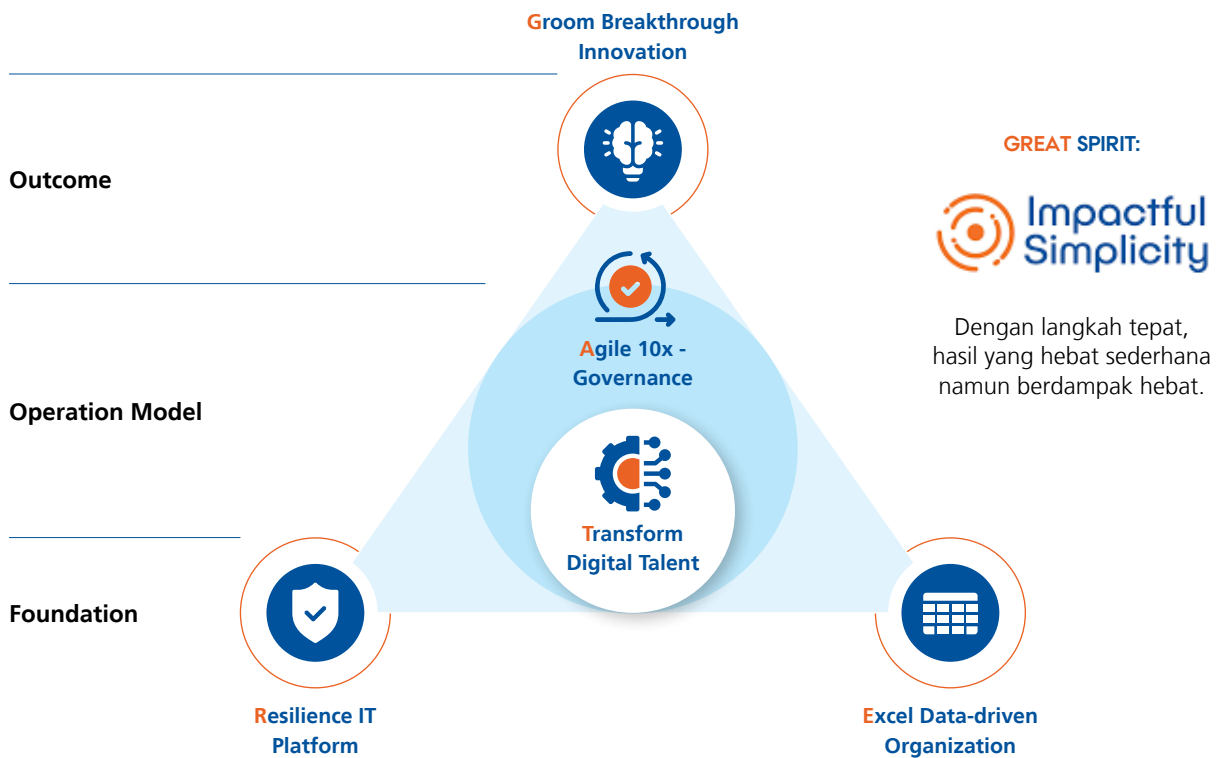 Groom Breakthrough
Innovation
Outcome
GREAT SPIRIT:
Impactful
Simplicity
Dengan langkah tepat,
hasil yang hebat sederhana
namun berdampak hebat.
Agile 10x -
Governance
Operation Model
Transform
Digital Talent
Foundation
Resilience IT
Platform
Excel Data-driven
Organization